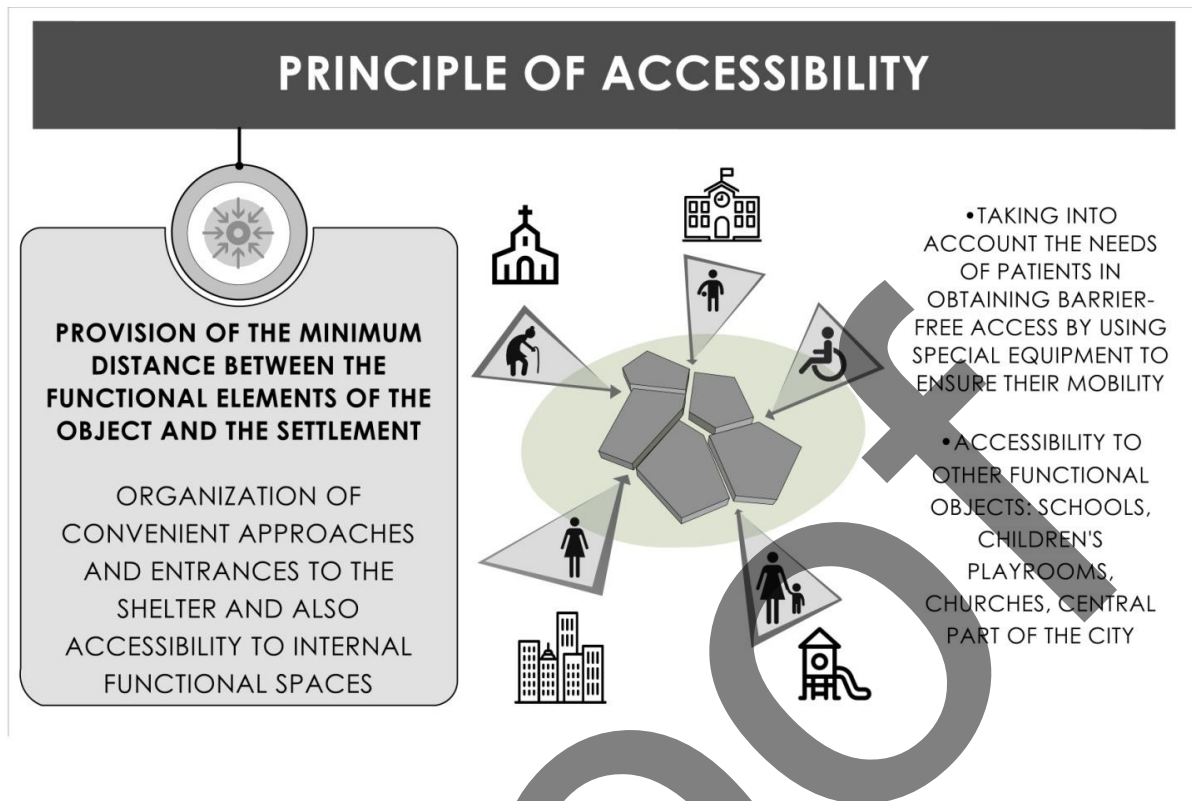 PRINCIPLE OF ACCESSIBILITY
PROVISION OF THE MINIMUM
DISTANCE BETWEEN THE
FUNCTIONAL ELEMENTS OF THE
OBJECT AND THE SETTLEMENT
ORGANIZATION OF
CONVENIENT APPROACHES
AND ENTRANCES TO THE
SHELTER AND ALSO
ACCESSIBILITY TO INTERNAL
FUNCTIONAL SPACES
•TAKING INTO
ACCOUNT THE NEEDS
OF PATIENTS IN
OBTAINING BARRIER-
FREE ACCESS BY USING
SPECIAL EQUIPMENT TO
ENSURE THEIR MOBILITY
•ACCESSIBILITY TO
OTHER FUNCTIONAL
OBJECTS: SCHOOLS,
CHILDREN'S
PLAYROOMS,
CHURCHES, CENTRAL
PART OF THE CITY